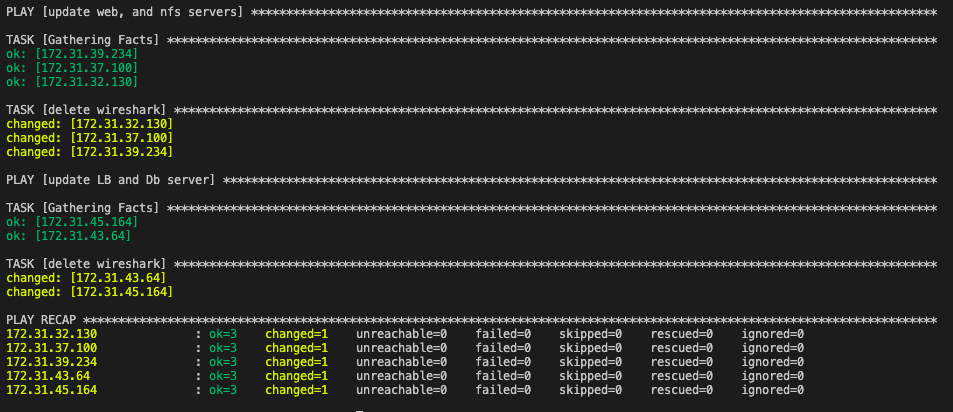 PLAY [update web, and nfs servers] **************************************************************************************************
TASK [Gathering Facts] **************************************************************************************************************
ok: [172.31.39.234]
ok: [172.31.37.100]
ok: [172.31.32.130]
TASK [delete wireshark] *************************************************************************************************************
changed: [172.31.32.130]
changed: [172.31.37.100]
changed: [172.31.39.234]
PLAY [update LB and Db server] ******************************************************************************************************
TASK [Gathering Facts] **************************************************************************************************************
ok: [172.31.45.164]
ok: [172.31.43.64]
TASK [delete wireshark] *************************************************************************************************************
changed: [172.31.43.64]
changed: [172.31.45.164]
PLAY RECAP **************************************************************************************************************************
172.31.32.130              : ok=3    changed=1    unreachable=0    failed=0    skipped=0    rescued=0    ignored=0
172.31.37.100              : ok=3    changed=1    unreachable=0    failed=0    skipped=0    rescued=0    ignored=0
172.31.39.234              : ok=3    changed=1    unreachable=0    failed=0    skipped=0    rescued=0    ignored=0
172.31.43.64               : ok=3    changed=1    unreachable=0    failed=0    skipped=0    rescued=0    ignored=0
172.31.45.164              : ok=3    changed=1    unreachable=0    failed=0    skipped=0    rescued=0    ignored=0